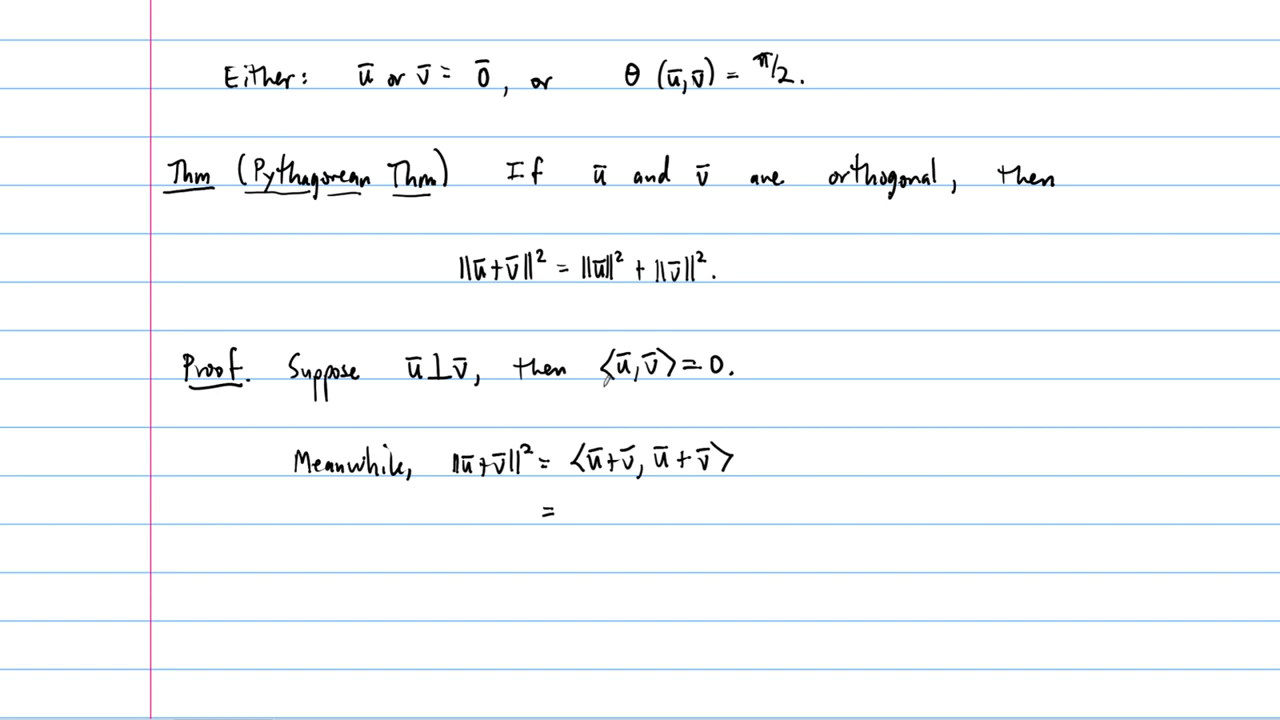 Either: ū or v̄ = 0̄, or θ (ū,v̄) = π/2.
Thm (Pythagorean Thm) If ū and v̄ are orthogonal, then
||ū+v̄||² = ||ū||² + ||v̄||².
Proof. Suppose ū⊥v̄, then ⟨ū,v̄⟩=0.
Meanwhile, ||ū+v̄||² = ⟨ū+v̄, ū+v̄⟩
=